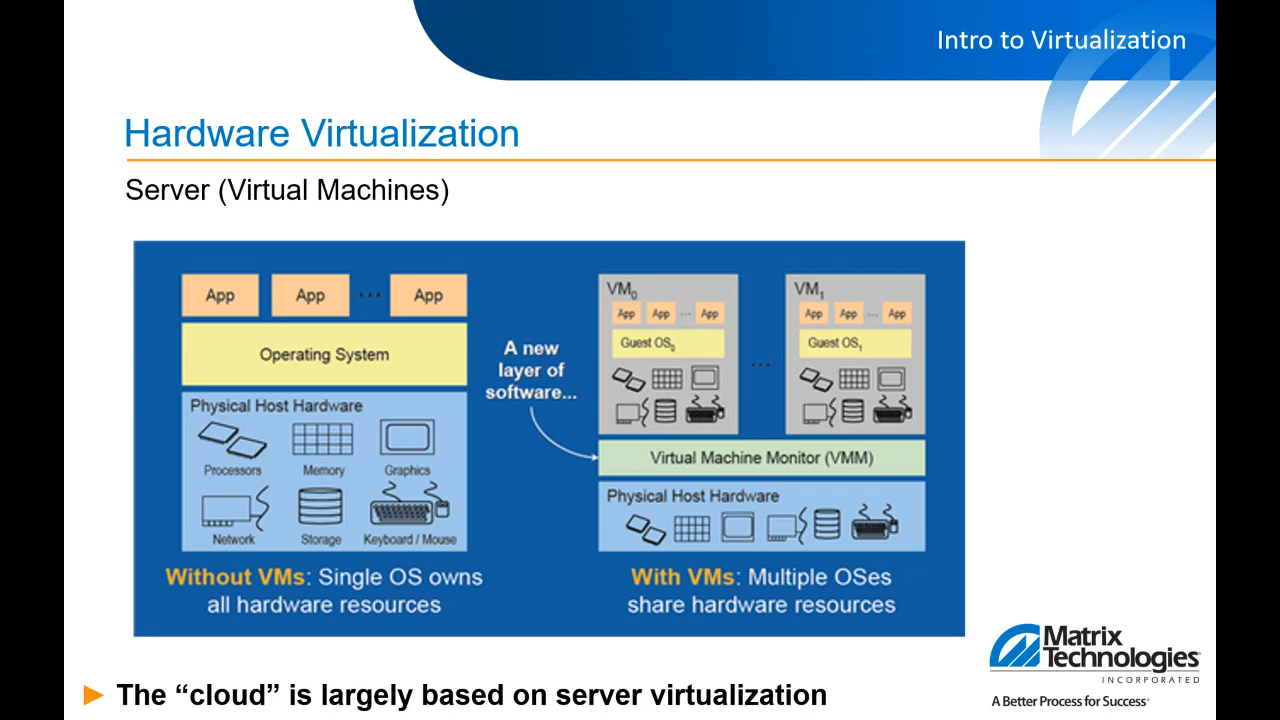 Intro to Virtualization
Hardware Virtualization
Server (Virtual Machines)
App App ... App
Operating System
Physical Host Hardware
Processors Memory Graphics
Network Storage Keyboard / Mouse
Without VMs: Single OS owns
all hardware resources
A new
layer of
software...
VM0
App App ... App
Guest OS0
...
VM1
App App ... App
Guest OS1
Virtual Machine Monitor (VMM)
Physical Host Hardware
With VMs: Multiple OSes
share hardware resources
Matrix
Technologies
INCORPORATED
A Better Process for Success
The “cloud” is largely based on server virtualization